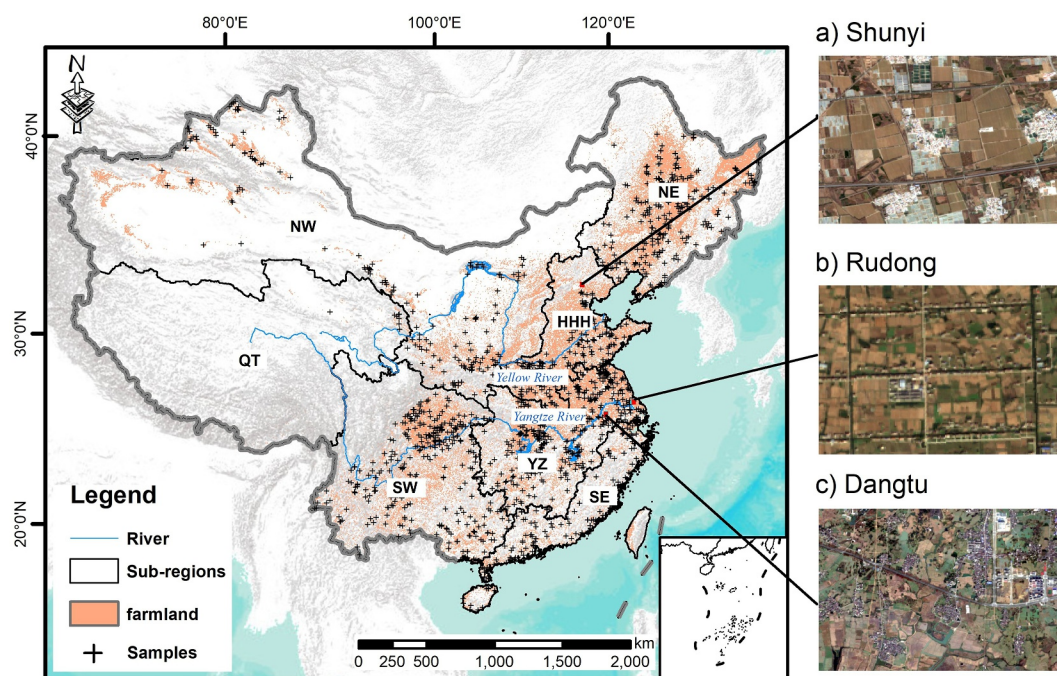 80°0'E
100°0'E
120°0'E
a) Shunyi
N
40°0'N
NE
NW
HHH
b) Rudong
30°0'N
QT
Yellow River
Yangtze River
YZ
c) Dangtu
SW
SE
Legend
20°0'N
River
Sub-regions
farmland
Samples
km
0 250 500 1,000 1,500 2,000